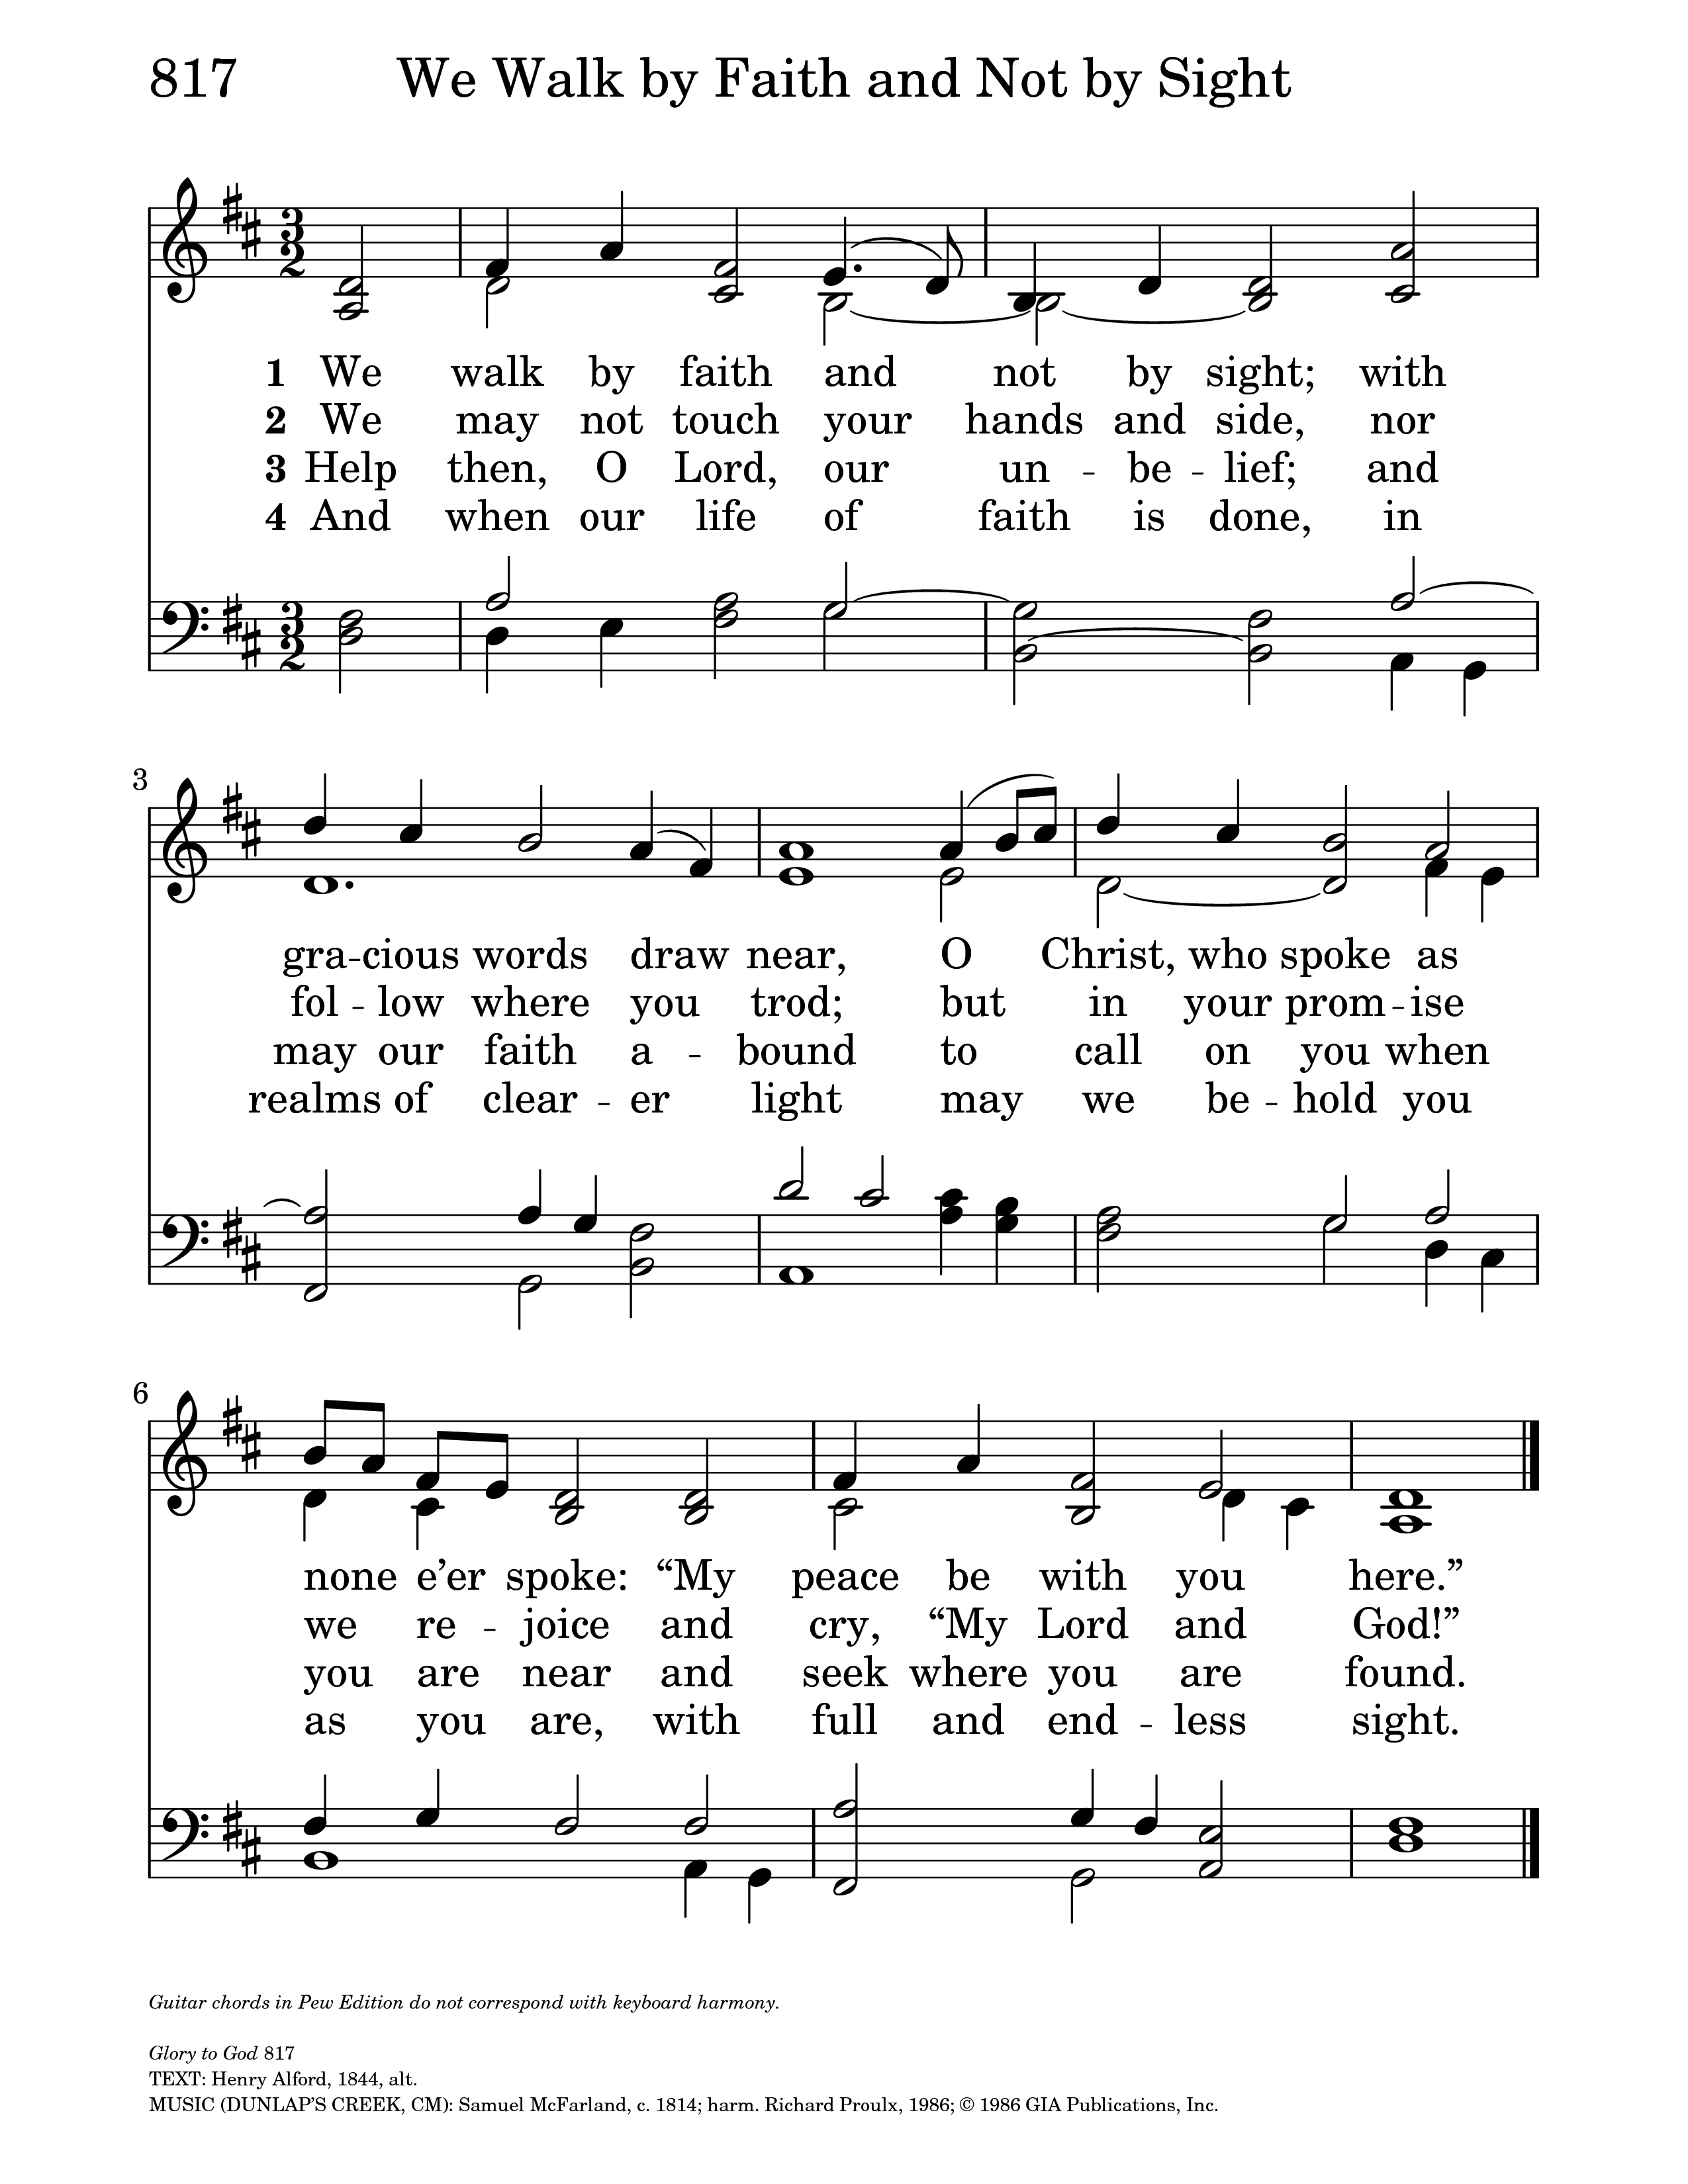 817 We Walk by Faith and Not by Sight
1 We walk by faith and not by sight; with
2 We may not touch your hands and side, nor
3 Help then, O Lord, our un - be - lief; and
4 And when our life of faith is done, in
3
gra - cious words draw near, O Christ, who spoke as
fol - low where you trod; but in your prom - ise
may our faith a - bound to call on you when
realms of clear - er light may we be - hold you
6
none e’er spoke: “My peace be with you here.”
we re - joice and cry, “My Lord and God!”
you are near and seek where you are found.
as you are, with full and end - less sight.
Guitar chords in Pew Edition do not correspond with keyboard harmony.
Glory to God 817
TEXT: Henry Alford, 1844, alt.
MUSIC (DUNLAP’S CREEK, CM): Samuel McFarland, c. 1814; harm. Richard Proulx, 1986; © 1986 GIA Publications, Inc.